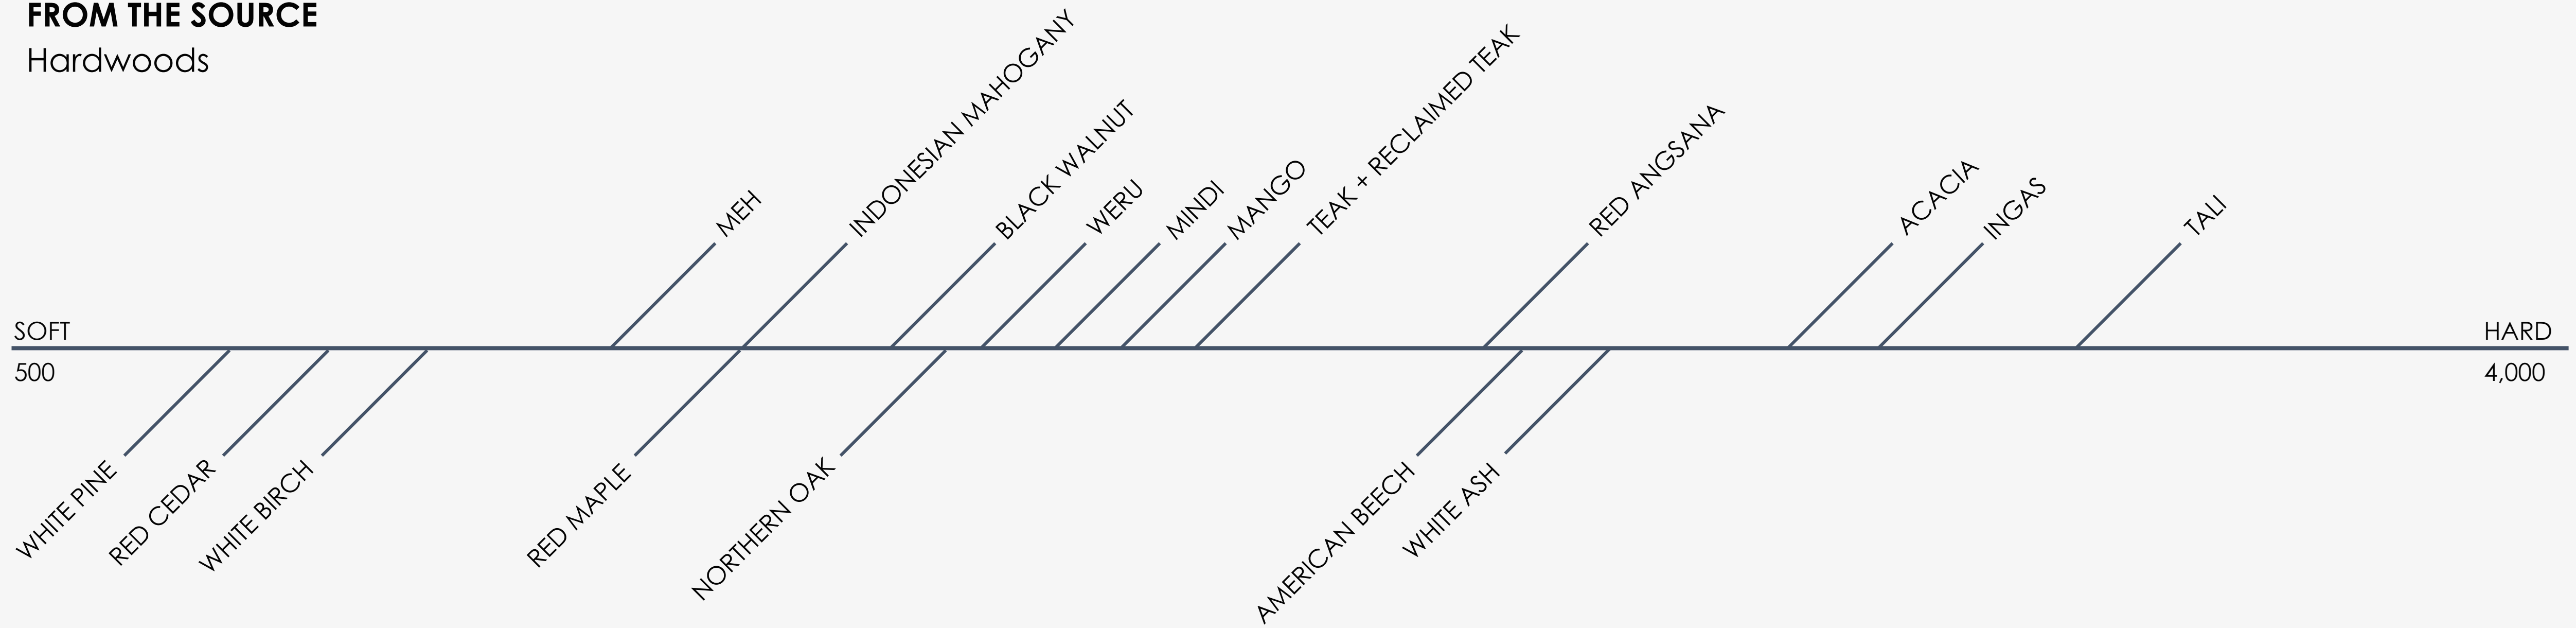 FROM THE SOURCE
Hardwoods
MEH
INDONESIAN MAHOGANY
BLACK WALNUT
WERU
MINDI
MANGO
TEAK + RECLAIMED TEAK
RED ANGSANA
ACACIA
INGAS
TALI
SOFT
HARD
500
4,000
WHITE PINE
RED CEDAR
WHITE BIRCH
RED MAPLE
NORTHERN OAK
AMERICAN BEECH
WHITE ASH